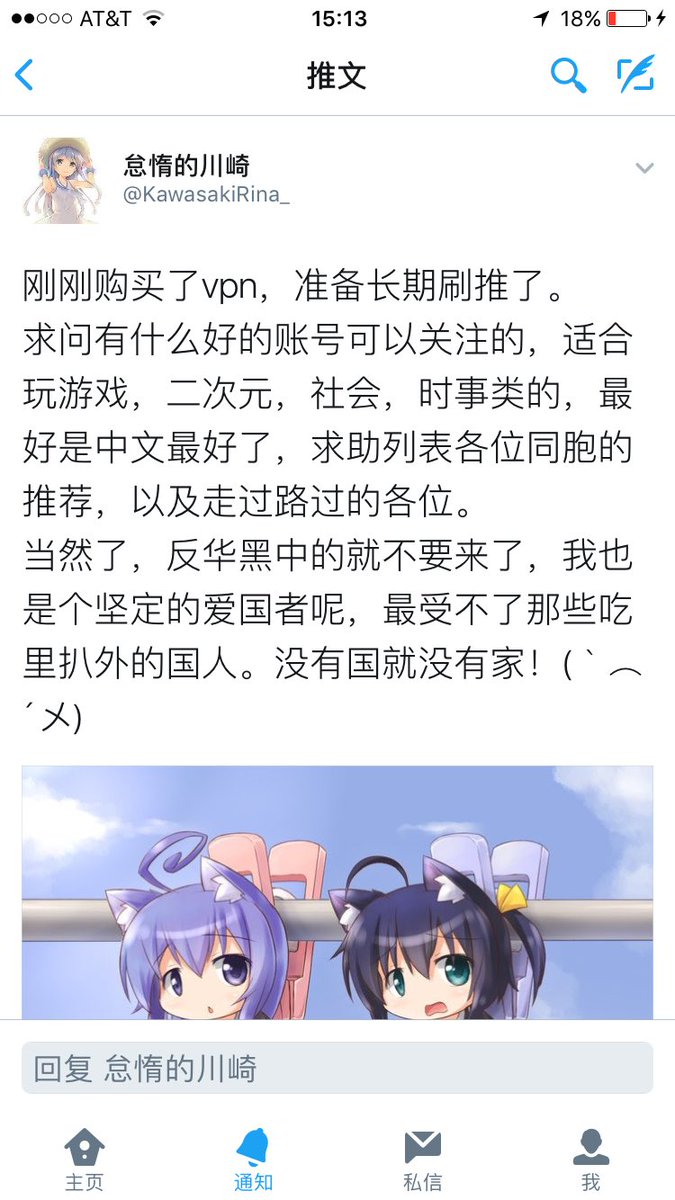 AT&T 15:13 18%
推文
怠惰的川崎
@KawasakiRina_
刚刚购买了vpn，准备长期刷推了。
求问有什么好的账号可以关注的，适合
玩游戏，二次元，社会，时事类的，最
好是中文最好了，求助列表各位同胞的
推荐，以及走过路过的各位。
当然了，反华黑中的就不要来了，我也
是个坚定的爱国者呢，最受不了那些吃
里扒外的国人。没有国就没有家！(｀︵
´メ)
回复 怠惰的川崎
主页 通知 私信 我